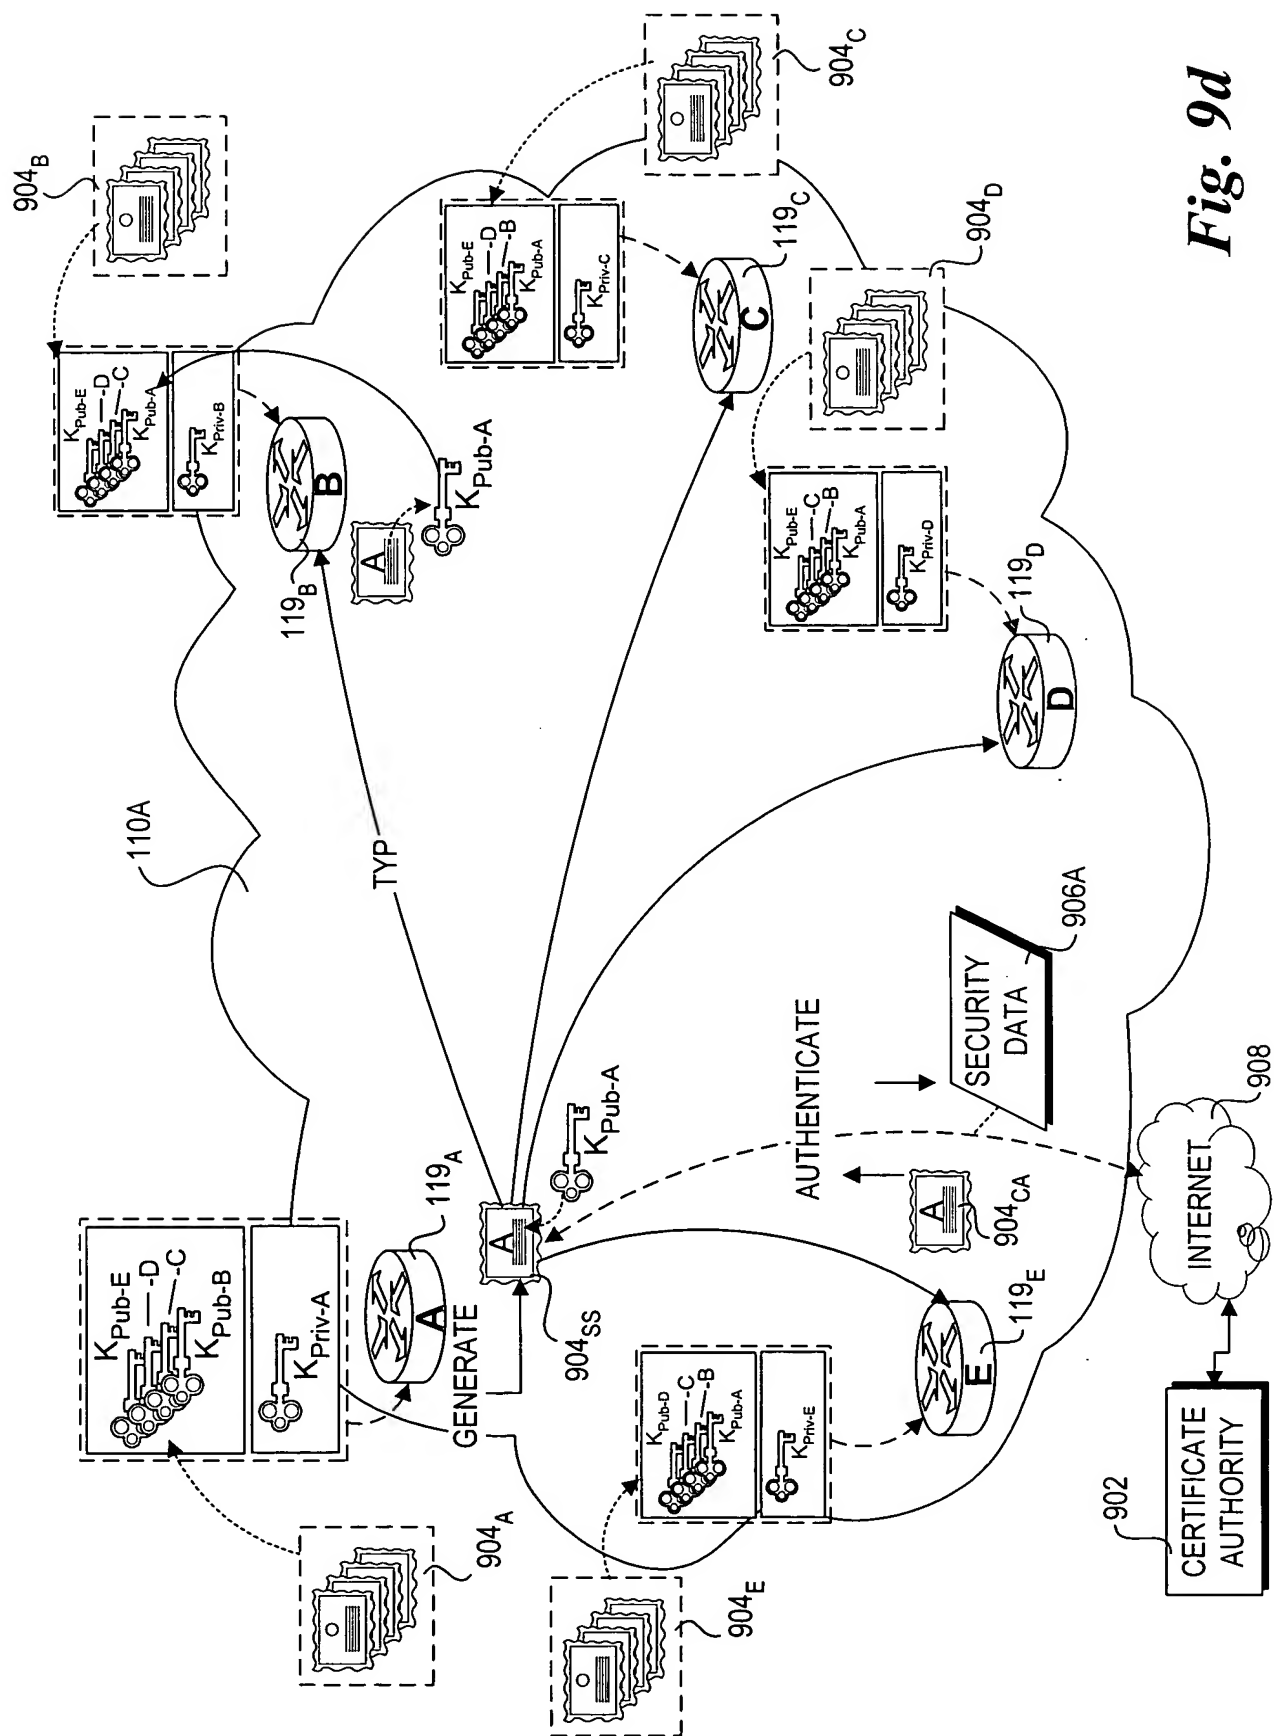 904A
KPub-E
—D
—C
KPub-B
KPriv-A
119A
A
GENERATE
904SS
A
KPub-A
110A
TYP
904B
KPub-E
—D
—C
KPub-A
KPriv-B
B
119B
A
KPub-A
904C
KPub-E
—D
—B
KPub-A
KPriv-C
C
119C
904D
KPub-E
—C
—B
KPub-A
KPriv-D
D
119D
904E
KPub-D
—C
—B
KPub-A
KPriv-E
E
119E
AUTHENTICATE
A
904CA
SECURITY
DATA
906A
INTERNET
908
902
CERTIFICATE
AUTHORITY
Fig. 9d